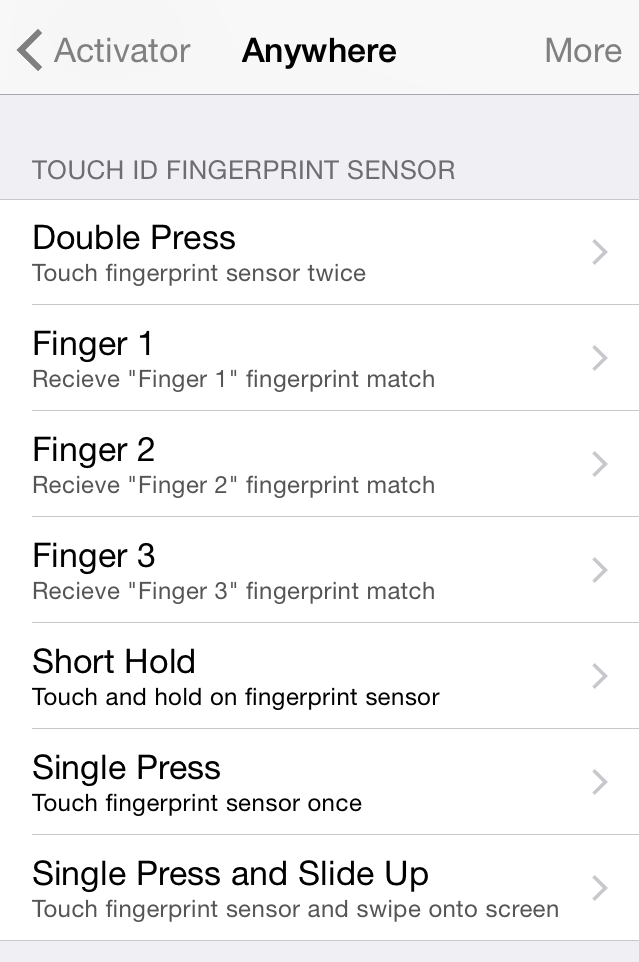 Activator Anywhere More
TOUCH ID FINGERPRINT SENSOR
Double Press
Touch fingerprint sensor twice
Finger 1
Recieve "Finger 1" fingerprint match
Finger 2
Recieve "Finger 2" fingerprint match
Finger 3
Recieve "Finger 3" fingerprint match
Short Hold
Touch and hold on fingerprint sensor
Single Press
Touch fingerprint sensor once
Single Press and Slide Up
Touch fingerprint sensor and swipe onto screen